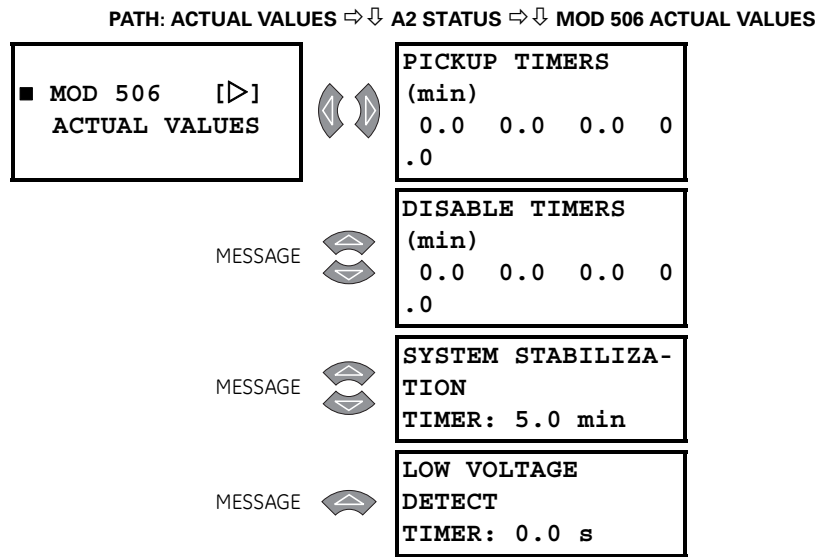 PATH: ACTUAL VALUES ⇨⇩ A2 STATUS ⇨⇩ MOD 506 ACTUAL VALUES
■ MOD 506 [▷]
ACTUAL VALUES
PICKUP TIMERS
(min)
0.0 0.0 0.0 0
.0
MESSAGE
DISABLE TIMERS
(min)
0.0 0.0 0.0 0
.0
MESSAGE
SYSTEM STABILIZA-
TION
TIMER: 5.0 min
MESSAGE
LOW VOLTAGE
DETECT
TIMER: 0.0 s